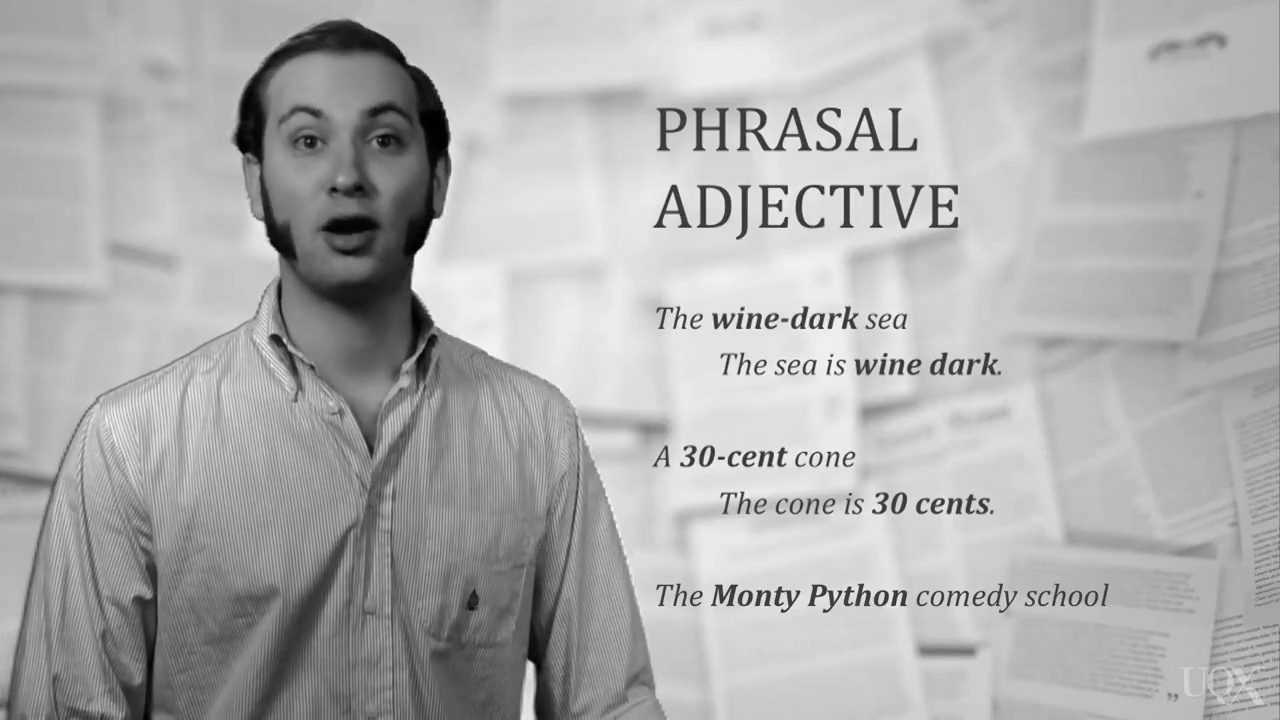 PHRASAL
ADJECTIVE
The wine-dark sea
The sea is wine dark.
A 30-cent cone
The cone is 30 cents.
The Monty Python comedy school
UQX